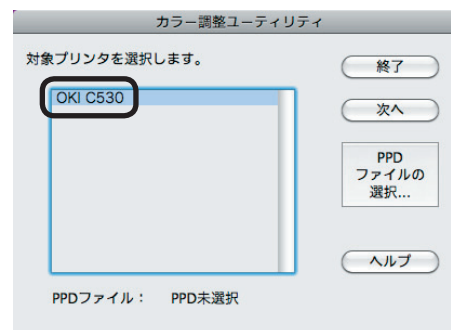 カラー調整ユーティリティ
対象プリンタを選択します。
終了
OKI C530
次へ
PPD
ファイルの
選択...
ヘルプ
PPDファイル： PPD未選択